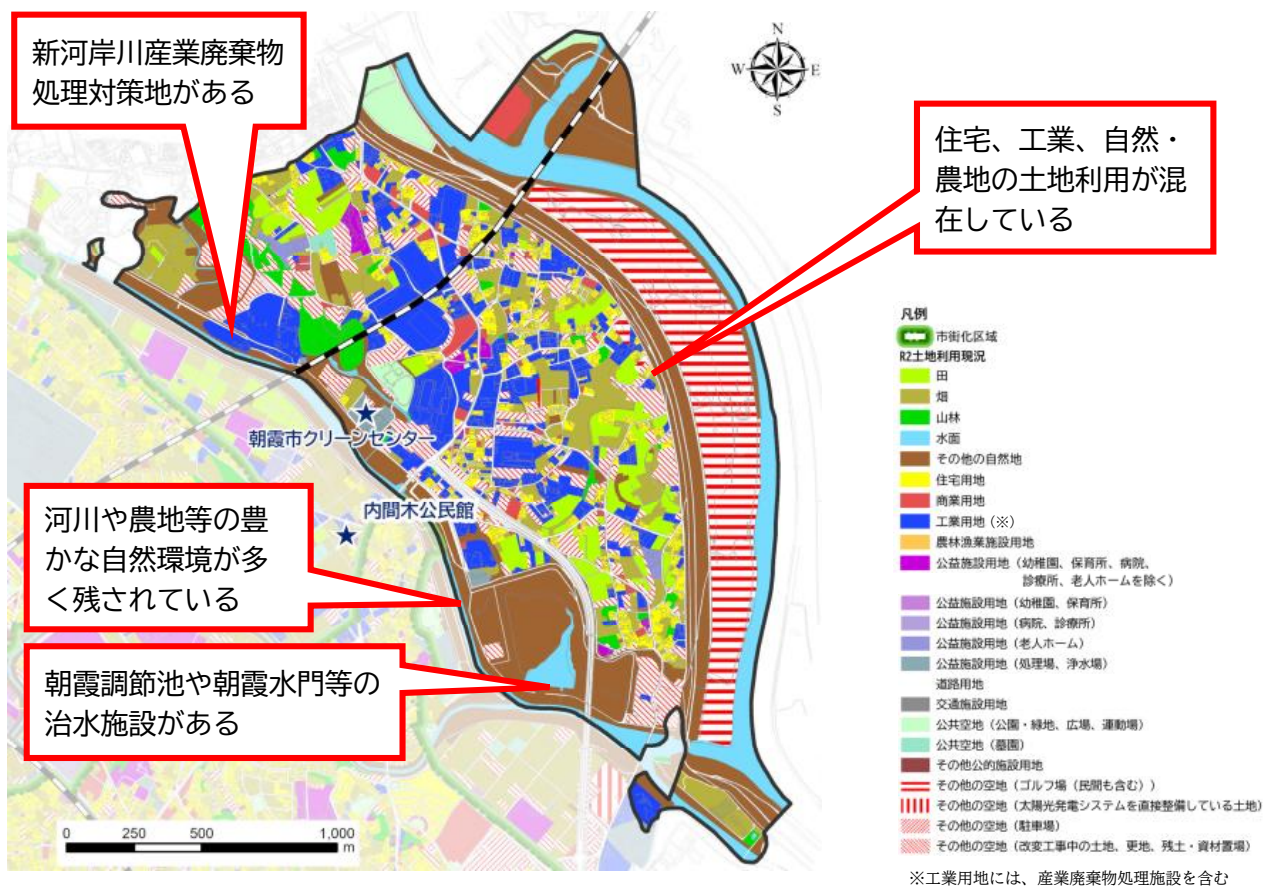 新河岸川産業廃棄物
処理対策地がある
N
W
E
S
住宅、工業、自然・
農地の土地利用が混
在している
朝霞市クリーンセンター
内間木公民館
河川や農地等の豊
かな自然環境が多
く残されている
朝霞調節池や朝霞水門等の
治水施設がある
0 250 500 1,000
m
凡例
市街化区域
R2土地利用現況
田
畑
山林
水面
その他の自然地
住宅用地
商業用地
工業用地（※）
農林漁業施設用地
公益施設用地（幼稚園、保育所、病院、
診療所、老人ホームを除く）
公益施設用地（幼稚園、保育所）
公益施設用地（病院、診療所）
公益施設用地（老人ホーム）
公益施設用地（処理場、浄水場）
道路用地
交通施設用地
公共空地（公園・緑地、広場、運動場）
公共空地（墓園）
その他公的施設用地
その他の空地（ゴルフ場（民間も含む））
その他の空地（太陽光発電システムを直接整備している土地）
その他の空地（駐車場）
その他の空地（改変工事中の土地、更地、残土・資材置場）
※工業用地には、産業廃棄物処理施設を含む